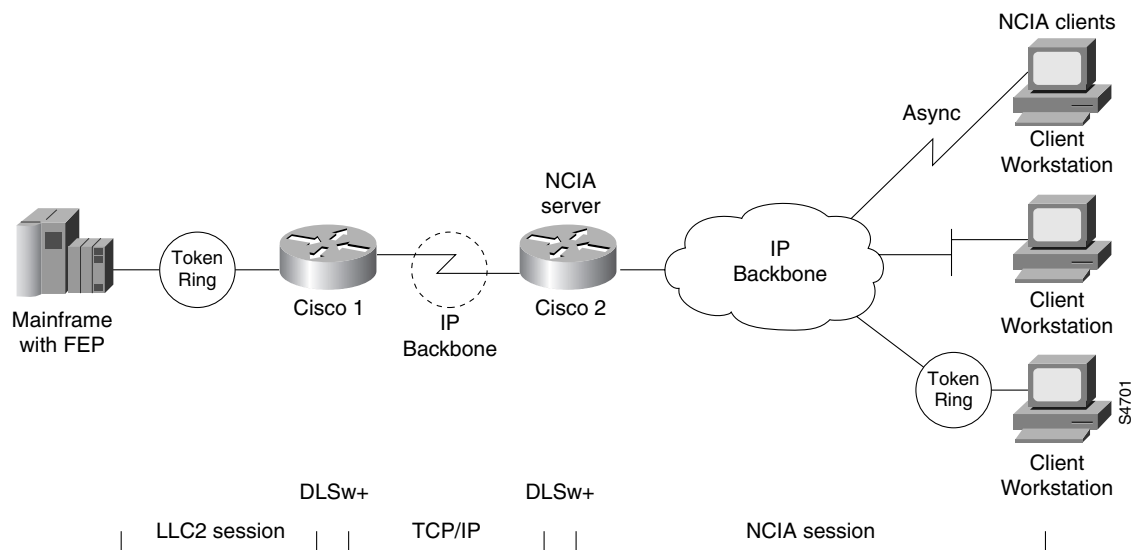 NCIA clients
Async
Client
Workstation
NCIA
server
IP
Backbone
Token
Ring
Cisco 1
Cisco 2
Client
Workstation
Mainframe
with FEP
IP
Backbone
Token
Ring
S4701
Client
Workstation
DLSw+
DLSw+
LLC2 session
TCP/IP
NCIA session